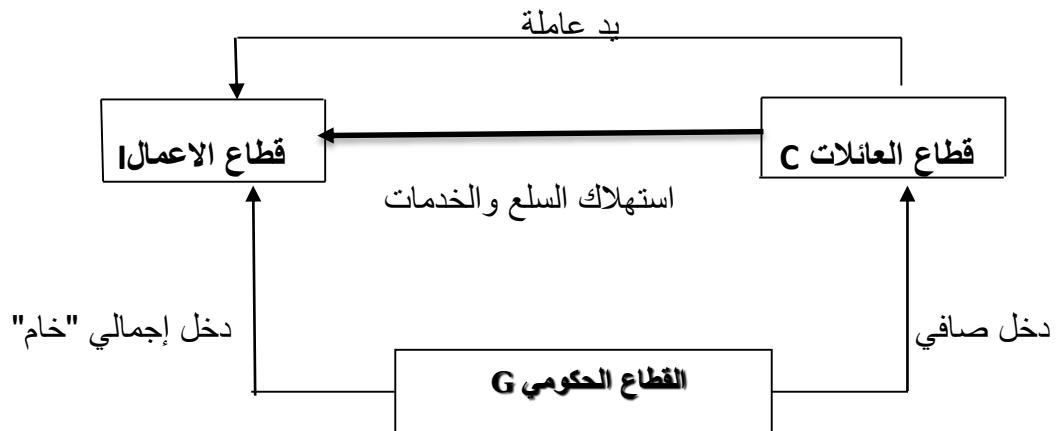 يد عاملة
قطاع العائلات C
قطاع الاعمالI
استهلاك السلع والخدمات
دخل صافي
دخل إجمالي "خام"
القطاع الحكومي G